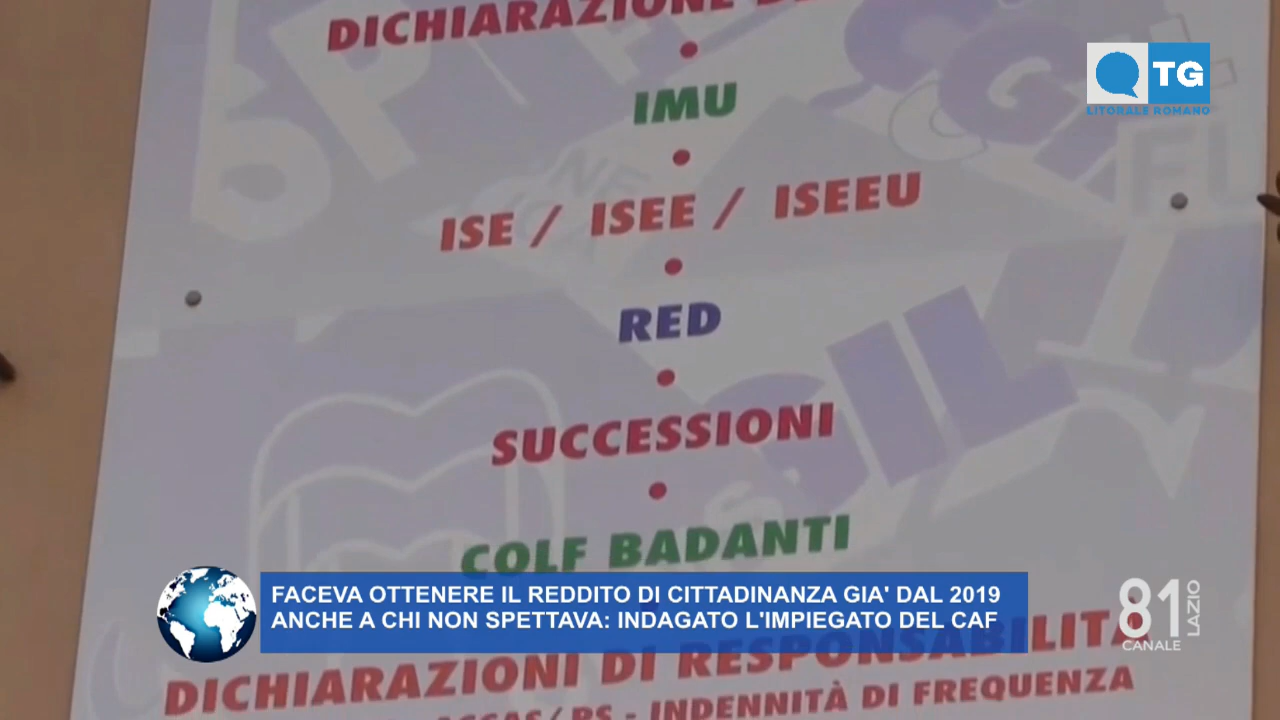 DICHIARAZIONE
TG
LITORALE ROMANO
IMU
ISE / ISEE / ISEEU
RED
SUCCESSIONI
COLF BADANTI
FACEVA OTTENERE IL REDDITO DI CITTADINANZA GIA' DAL 2019
ANCHE A CHI NON SPETTAVA: INDAGATO L'IMPIEGATO DEL CAF
81
LAZIO
CANALE
DICHIARAZIONI DI RESPONSABILITÀ
- INDENNITÀ DI FREQUENZA